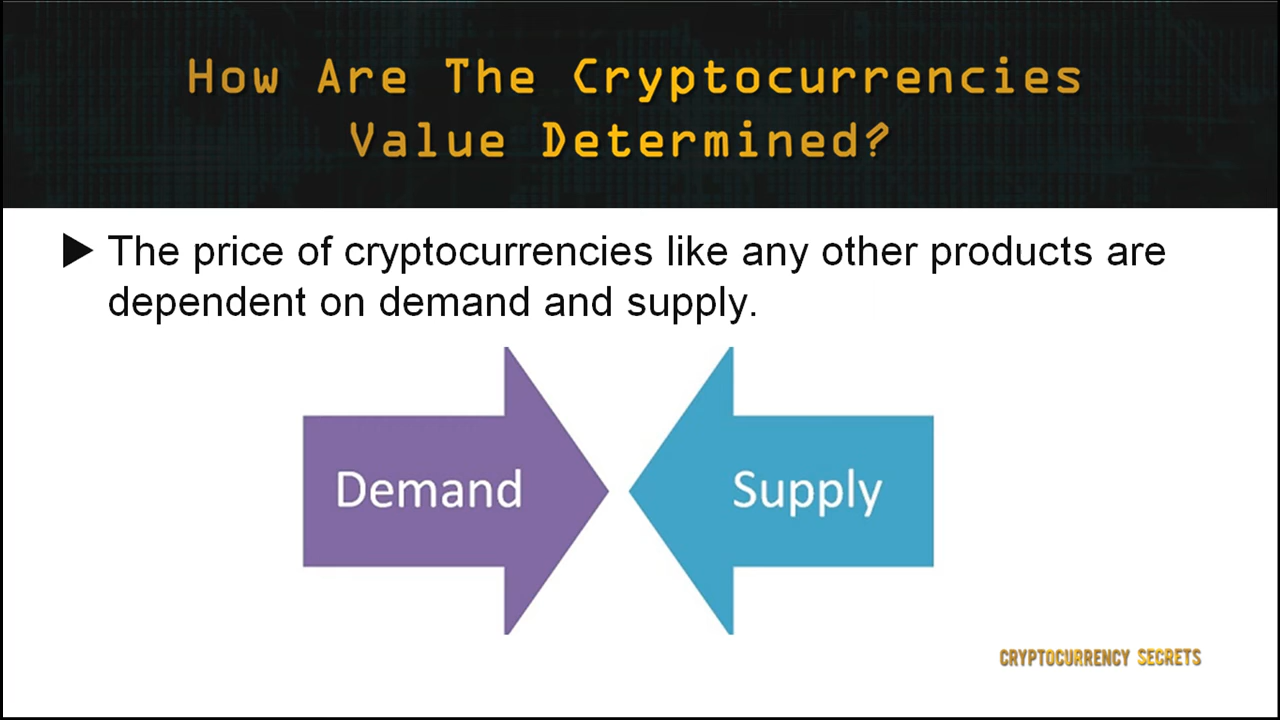 How Are The Cryptocurrencies
Value Determined?
The price of cryptocurrencies like any other products are
dependent on demand and supply.
Demand
Supply
CRYPTOCURRENCY SECRETS